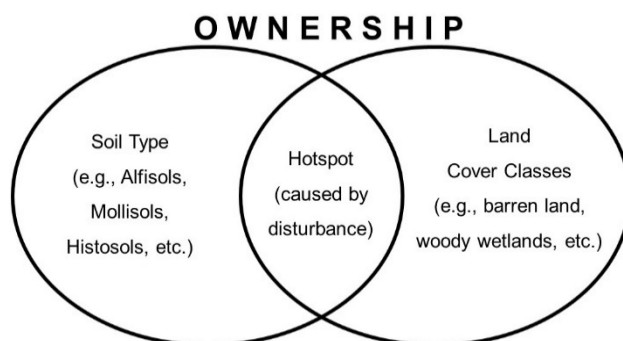 OWNERSHIP
Soil Type
(e.g., Alfisols,
Mollisols,
Histosols, etc.)
Hotspot
(caused by
disturbance)
Land
Cover Classes
(e.g., barren land,
woody wetlands, etc.)